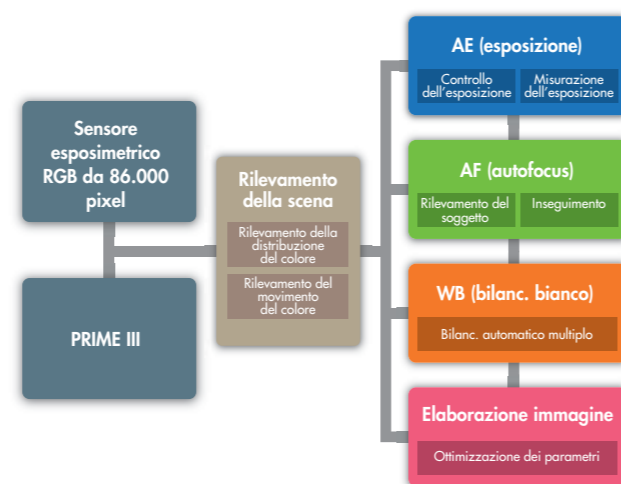 Sensore
esposimetrico
RGB da 86.000
pixel
PRIME III
Rilevamento
della scena
Rilevamento della
distribuzione
del colore
Rilevamento del
movimento
del colore
AE (esposizione)
Controllo
dell'esposizione
Misurazione
dell'esposizione
AF (autofocus)
Rilevamento del
soggetto
Inseguimento
WB (bilanc. bianco)
Bilanc. automatico multiplo
Elaborazione immagine
Ottimizzazione dei parametri